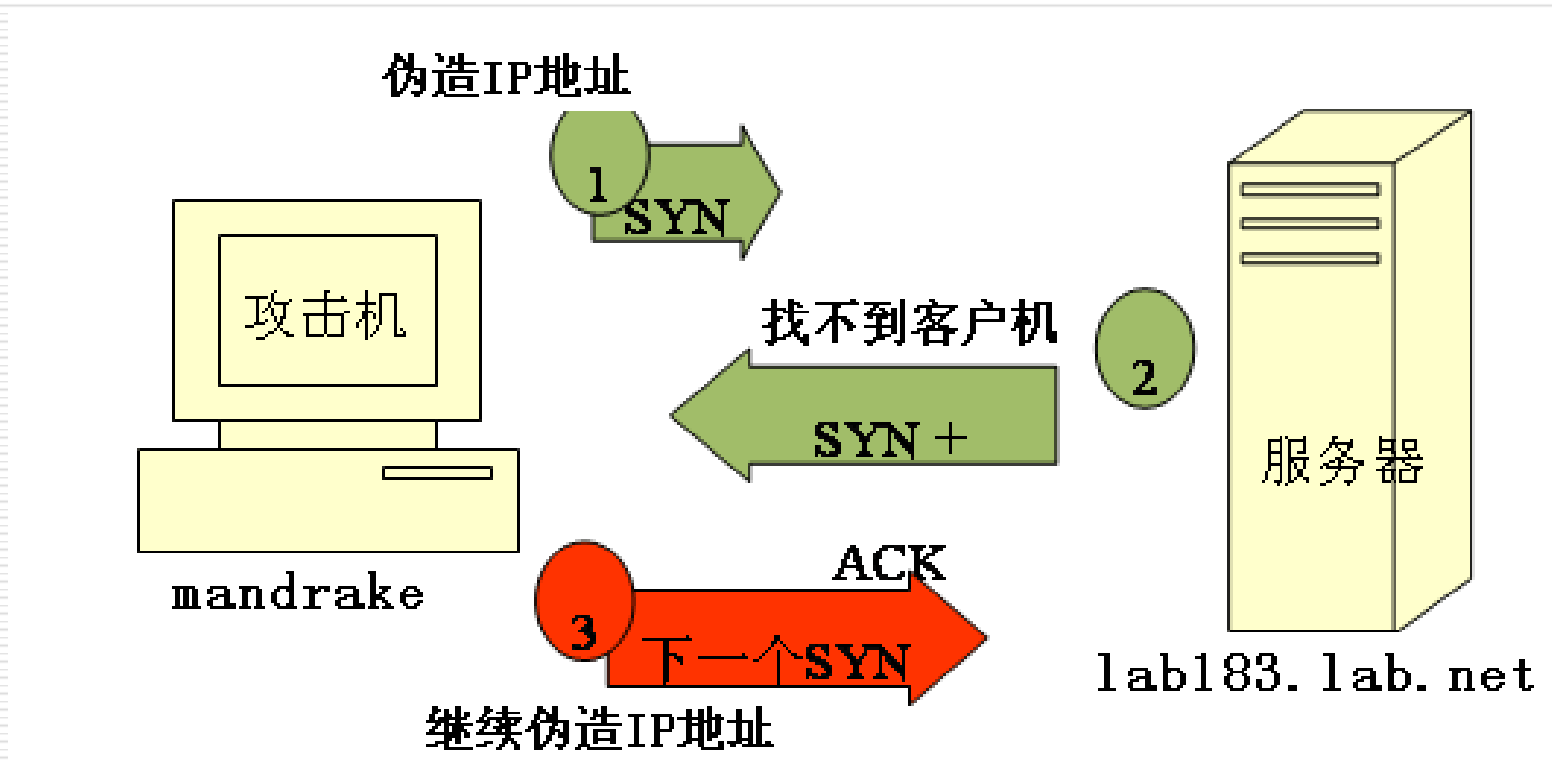 伪造IP地址
1
SYN
攻击机
找不到客户机
2
SYN＋
服务器
mandrake
ACK
3
下一个SYN
lab183.lab.net
继续伪造IP地址